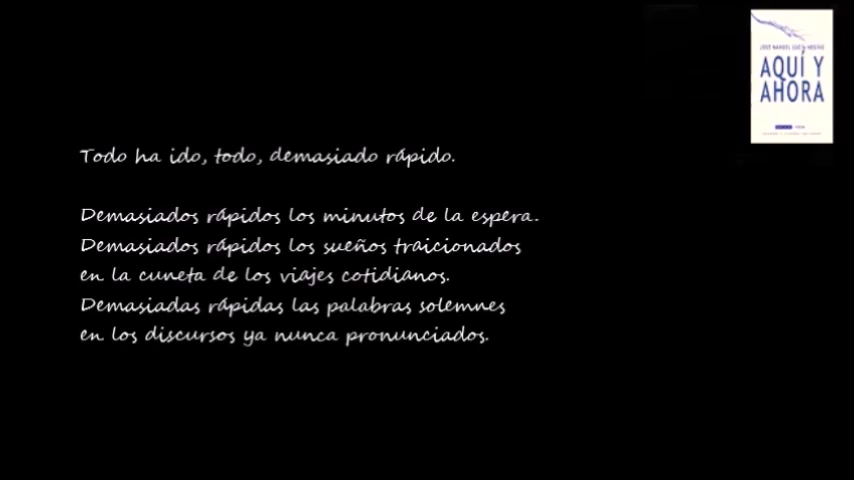 AQUÍ Y
AHORA
Todo ha ido, todo, demasiado rápido.
Demasiados rápidos los minutos de la espera.
Demasiados rápidos los sueños traicionados
en la cuneta de los viajes cotidianos.
Demasiadas rápidas las palabras solemnes
en los discursos ya nunca pronunciados.